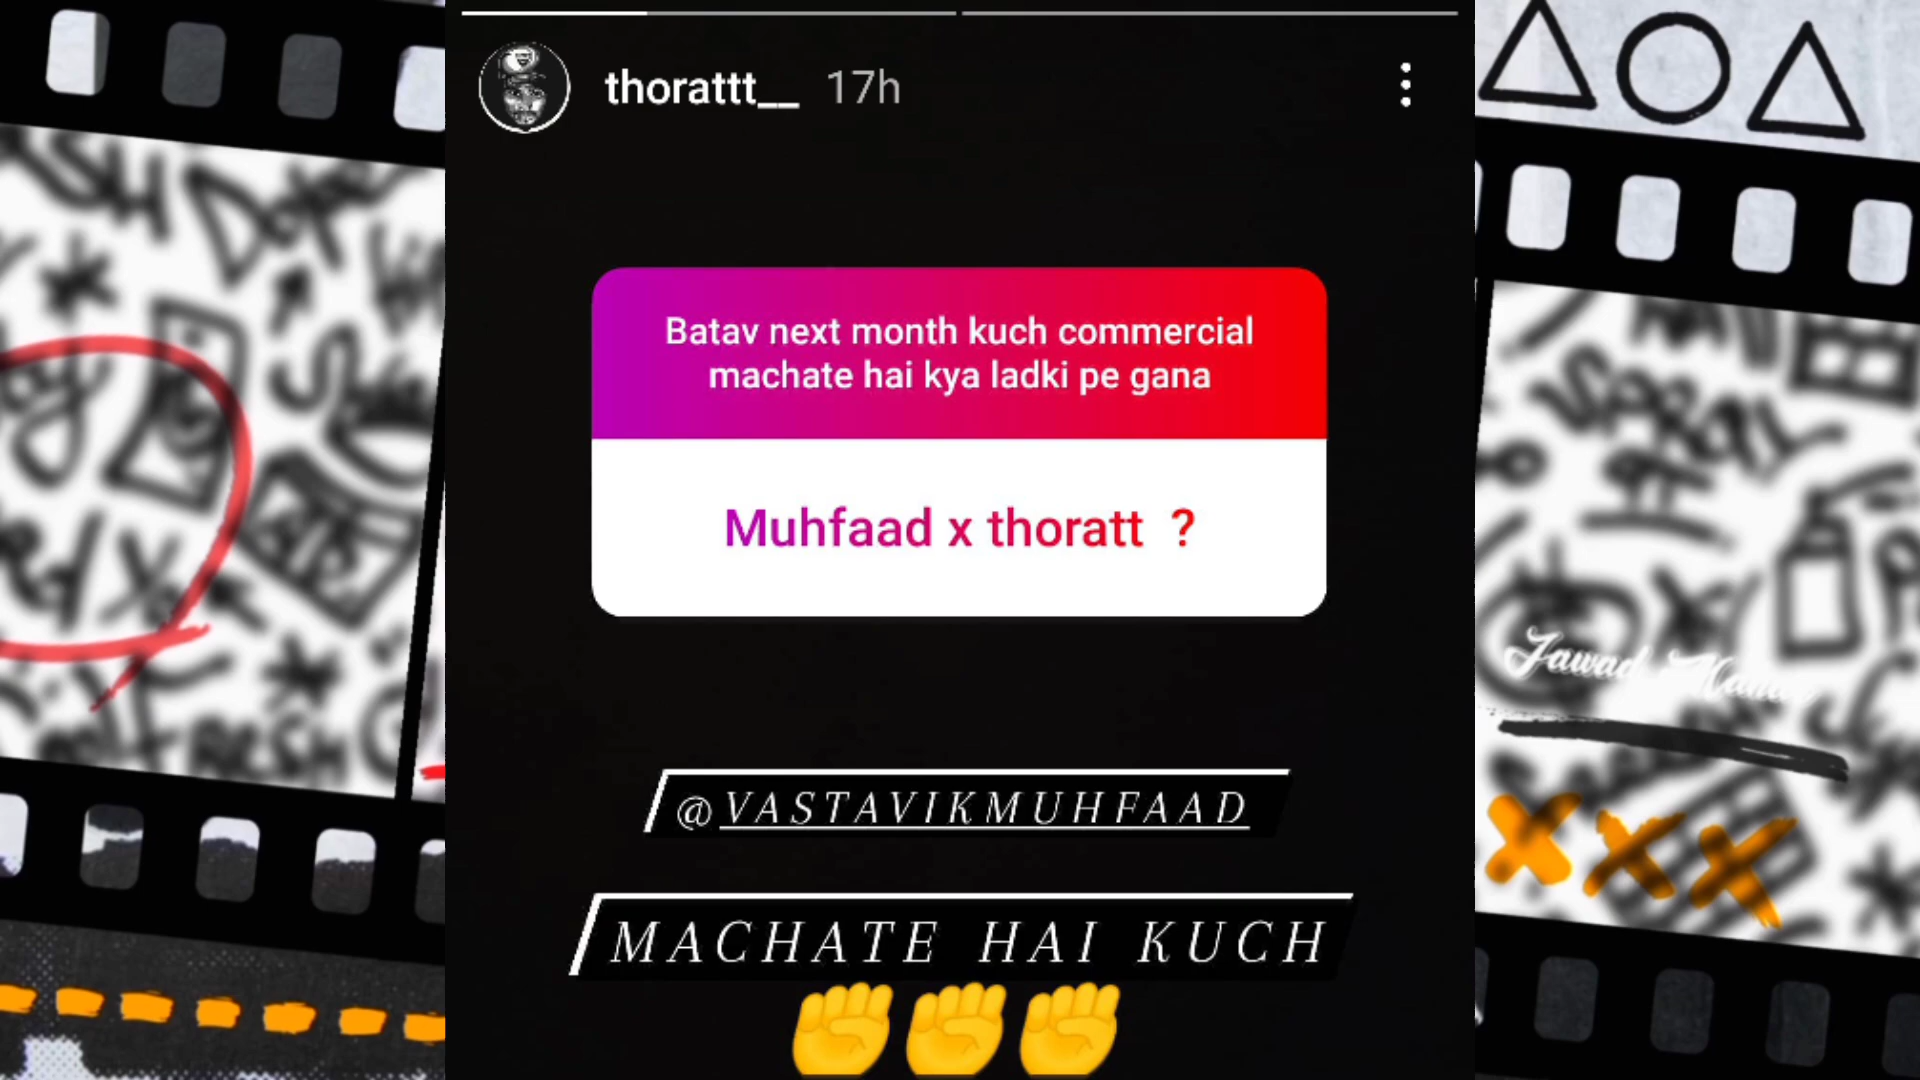 thorattt__ 17h
Batav next month kuch commercial
machate hai kya ladki pe gana
Muhfaad x thoratt ?
@VASTAVIKMUHFAAD
MACHATE HAI KUCH
Jawad